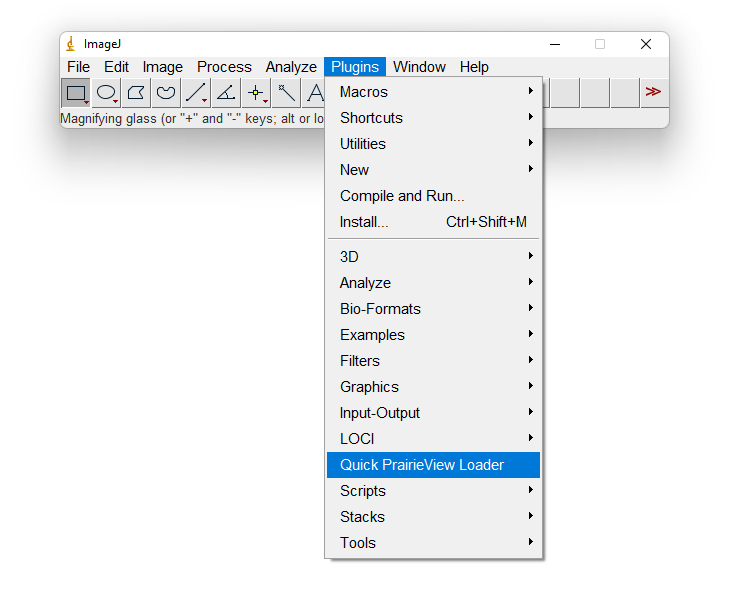 ImageJ
File Edit Image Process Analyze Plugins Window Help
A
Magnifying glass (or "+" and "-" keys; alt or lo
Macros
Shortcuts
Utilities
New
Compile and Run...
Install... Ctrl+Shift+M
3D
Analyze
Bio-Formats
Examples
Filters
Graphics
Input-Output
LOCI
Quick PrairieView Loader
Scripts
Stacks
Tools